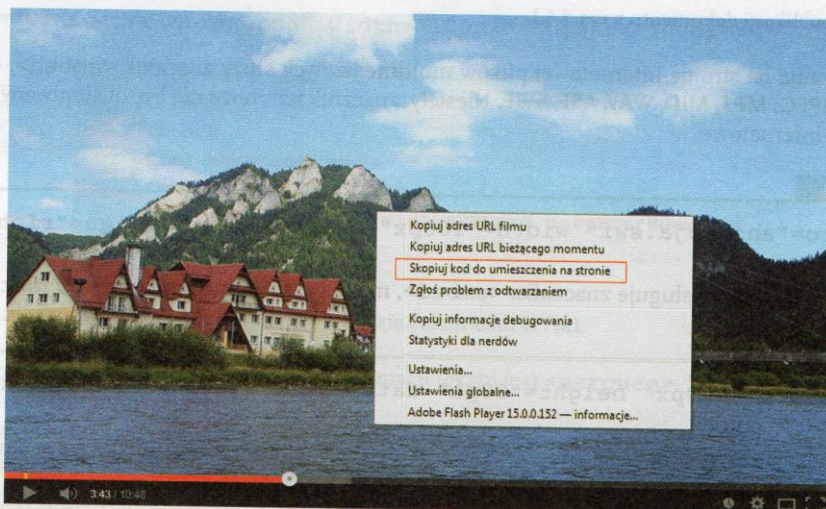 Kopiuj adres URL filmu
Kopiuj adres URL bieżącego momentu
Skopiuj kod do umieszczenia na stronie
Zgłoś problem z odtwarzaniem
Kopiuj informacje debugowania
Statystyki dla nerdów
Ustawienia...
Ustawienia globalne...
Adobe Flash Player 15.0.0.152 — informacje...
3:43 / 10:48